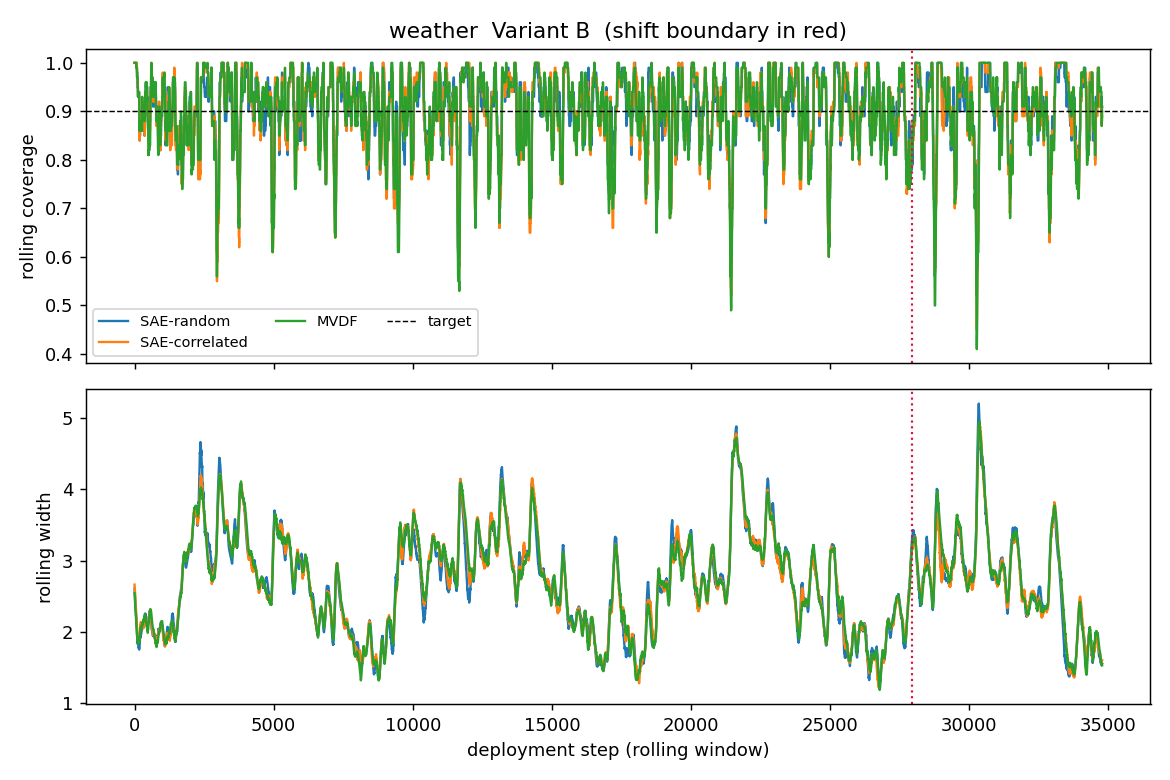 weather  Variant B  (shift boundary in red)
1.0
0.9
0.8
0.7
0.6
0.5
0.4
rolling coverage
SAE-random
SAE-correlated
MVDF
target
5
4
3
2
1
rolling width
0
5000
10000
15000
20000
25000
30000
35000
deployment step (rolling window)